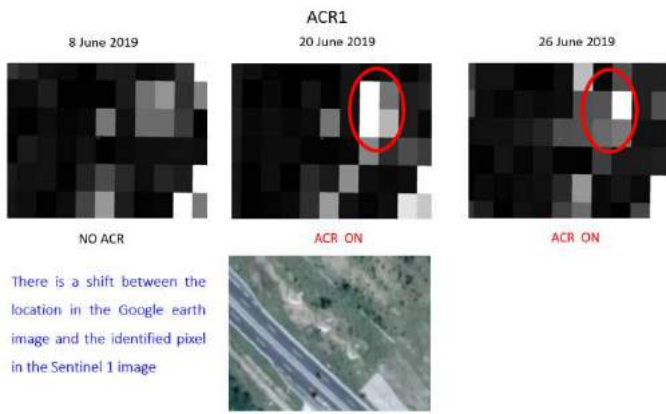 ACR1
8 June 2019
20 June 2019
26 June 2019
NO ACR
ACR ON
ACR ON
There is a shift between the
location in the Google earth
image and the identified pixel
in the Sentinel 1 image